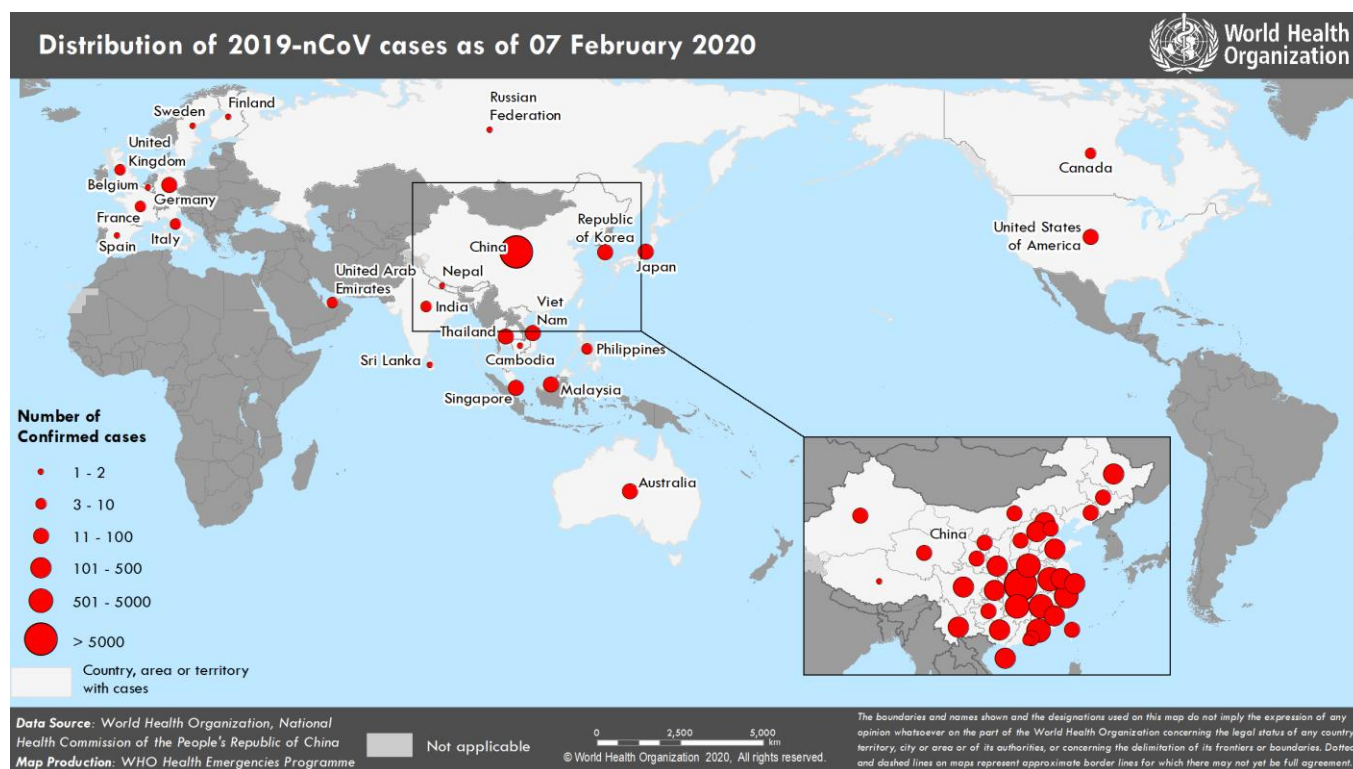 Distribution of 2019-nCoV cases as of 07 February 2020
World Health
Organization
Sweden
Finland
Russian
Federation
United
Kingdom
Belgium
Germany
France
Italy
Spain
Canada
United States
of America
China
Republic
of Korea
Japan
United Arab
Emirates
Nepal
India
Viet
Nam
Thailand
Cambodia
Sri Lanka
Philippines
Singapore
Malaysia
Australia
China
Number of
Confirmed cases
1 - 2
3 - 10
11 - 100
101 - 500
501 - 5000
> 5000
Country, area or territory
with cases
Data Source: World Health Organization, National
Health Commission of the People's Republic of China
Map Production: WHO Health Emergencies Programme
Not applicable
0 2,500 5,000
km
© World Health Organization 2020, All rights reserved.
The boundaries and names shown and the designations used on this map do not imply the expression of any
opinion whatsoever on the part of the World Health Organization concerning the legal status of any country,
territory, city or area or of its authorities, or concerning the delimitation of its frontiers or boundaries. Dotted
and dashed lines on maps represent approximate border lines for which there may not yet be full agreement.